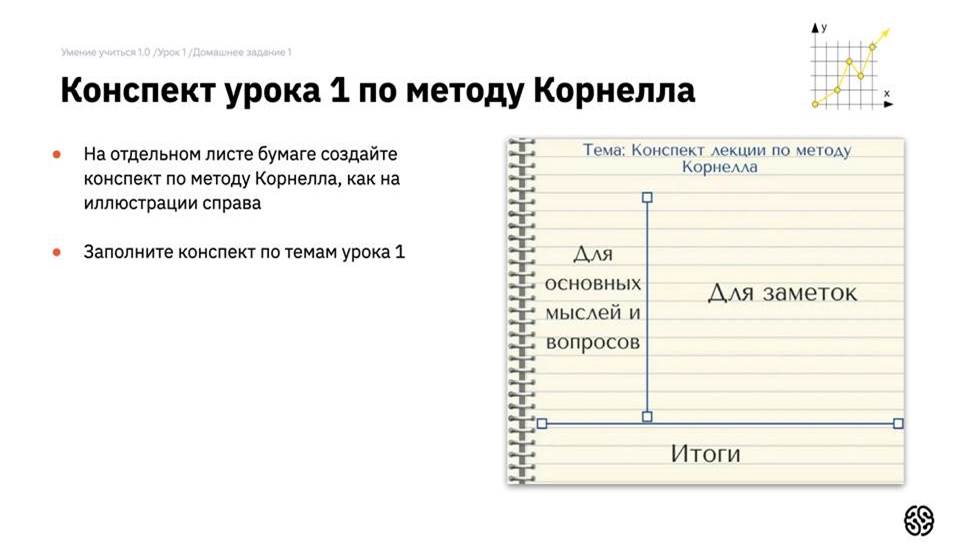 Умение учиться 1.0 /Урок 1 /Домашнее задание 1
Конспект урока 1 по методу Корнелла
y
x
• На отдельном листе бумаге создайте
конспект по методу Корнелла, как на
иллюстрации справа
• Заполните конспект по темам урока 1
Тема: Конспект лекции по методу
Корнелла
Для
основных
мыслей и
вопросов
Для заметок
Итоги